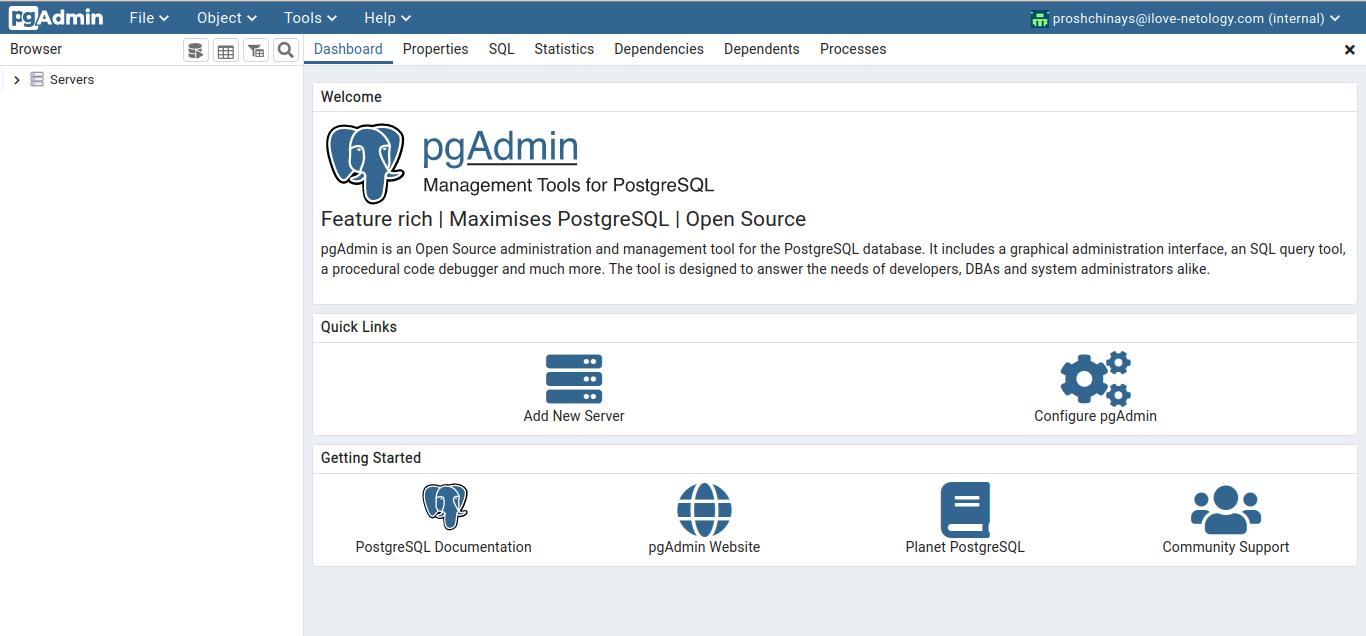 pgAdmin File Object Tools Help proshchinays@ilove-netology.com (internal)
Browser Dashboard Properties SQL Statistics Dependencies Dependents Processes
Servers
Welcome
pgAdmin
Management Tools for PostgreSQL
Feature rich | Maximises PostgreSQL | Open Source
pgAdmin is an Open Source administration and management tool for the PostgreSQL database. It includes a graphical administration interface, an SQL query tool,
a procedural code debugger and much more. The tool is designed to answer the needs of developers, DBAs and system administrators alike.
Quick Links
Add New Server Configure pgAdmin
Getting Started
PostgreSQL Documentation pgAdmin Website Planet PostgreSQL Community Support